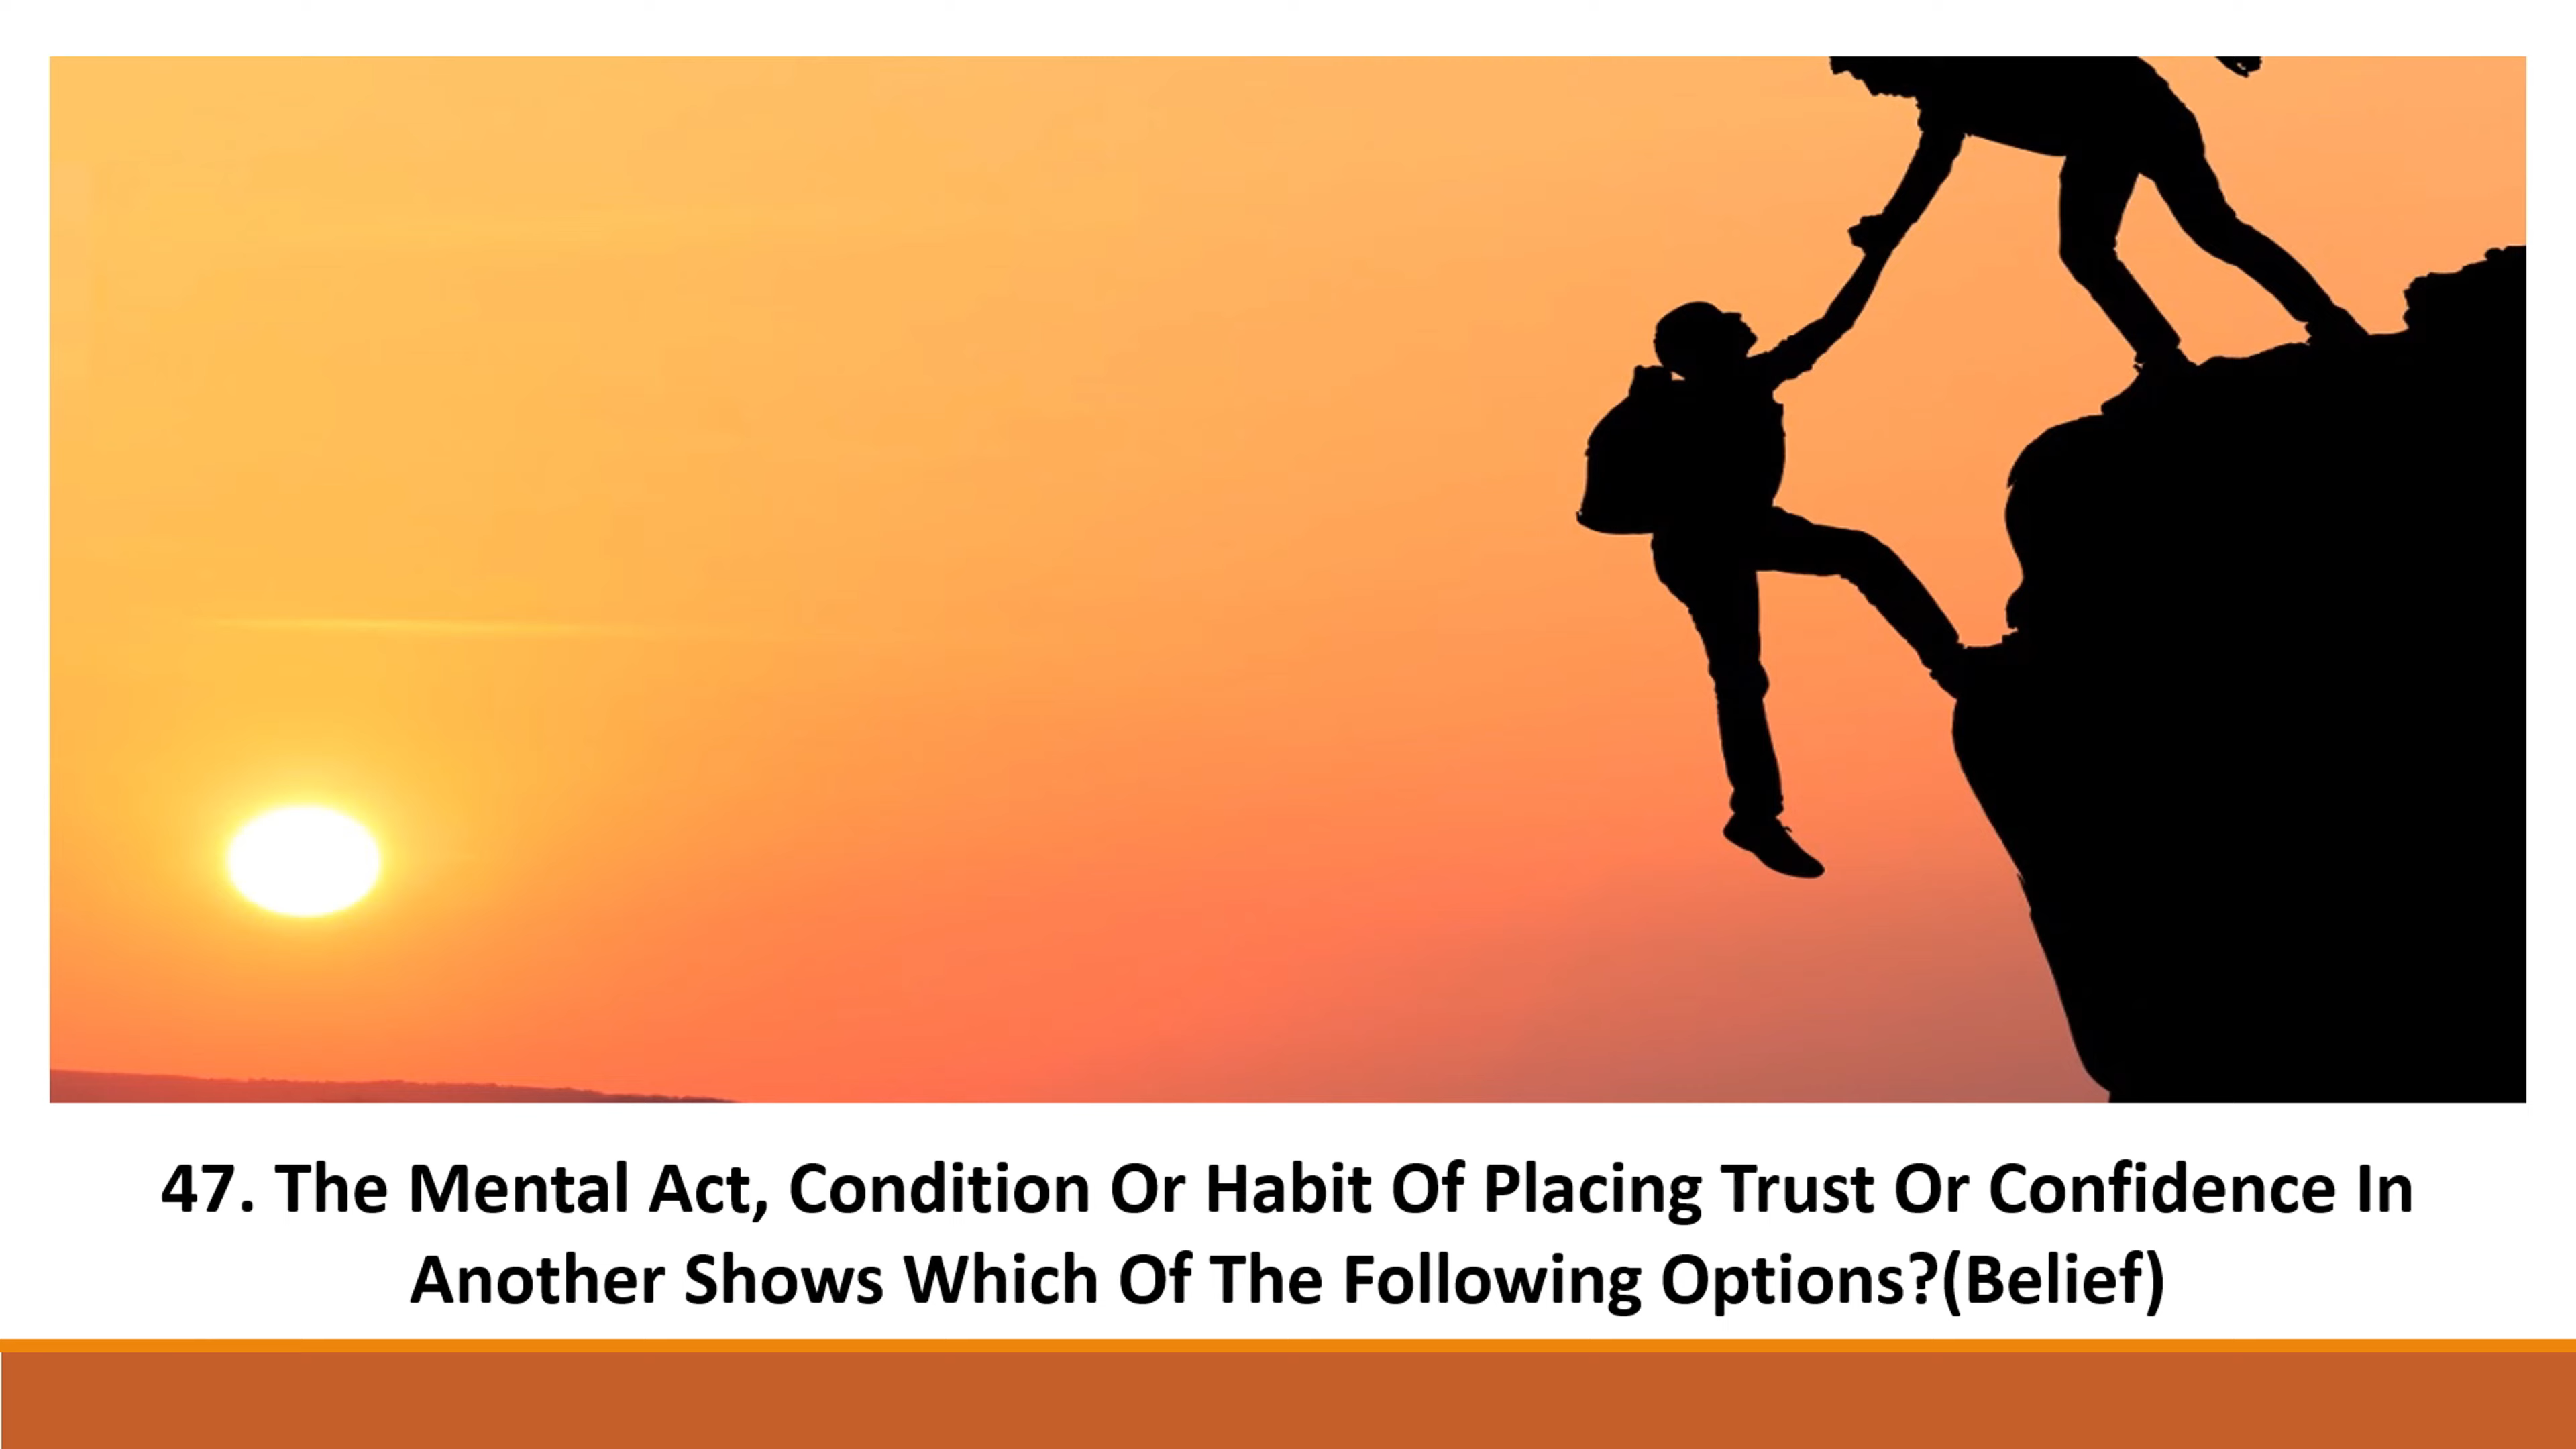 47. The Mental Act, Condition Or Habit Of Placing Trust Or Confidence In
Another Shows Which Of The Following Options?(Belief)